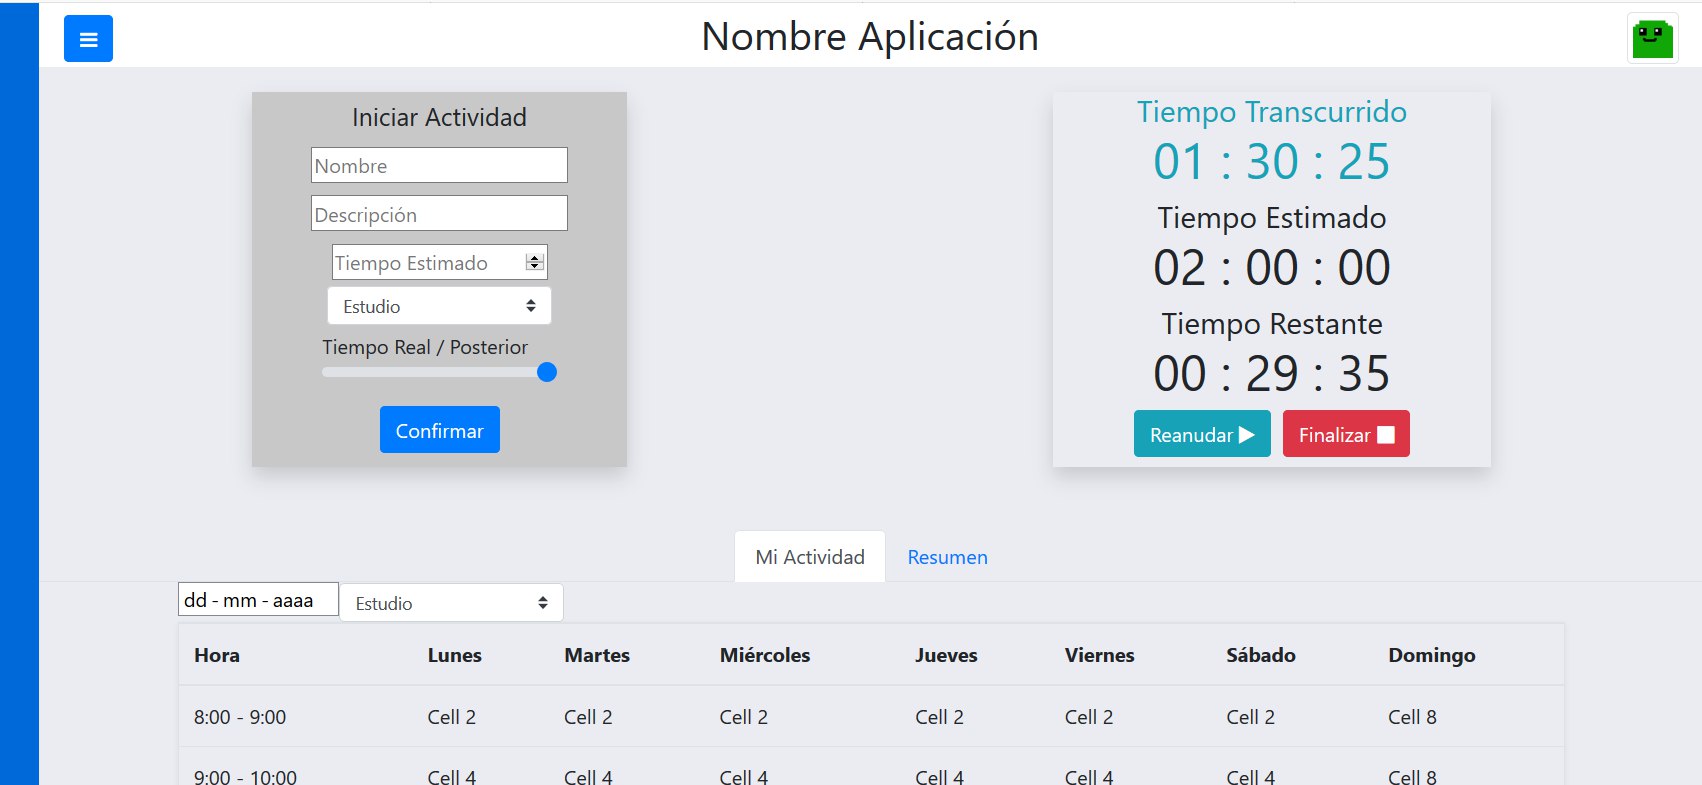 Nombre Aplicación
Iniciar Actividad
Nombre
Descripción
Tiempo Estimado
Estudio
Tiempo Real / Posterior
Confirmar
Tiempo Transcurrido
01 : 30 : 25
Tiempo Estimado
02 : 00 : 00
Tiempo Restante
00 : 29 : 35
Reanudar Finalizar
Mi Actividad Resumen
dd - mm - aaaa Estudio
Hora Lunes Martes Miércoles Jueves Viernes Sábado Domingo
8:00 - 9:00 Cell 2 Cell 2 Cell 2 Cell 2 Cell 2 Cell 2 Cell 8
9:00 - 10:00 Cell 4 Cell 4 Cell 4 Cell 4 Cell 4 Cell 4 Cell 8